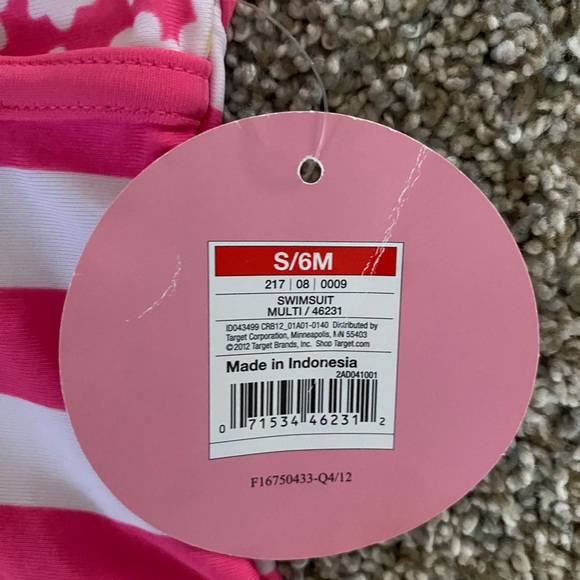 S/6M
217 | 08 | 0009
SWIMSUIT
MULTI / 46231
ID043499 CRB12_01A01-0140 Distributed by
Target Corporation, Minneapolis, MN 55403
©2012 Target Brands, Inc. Shop Target.com
Made in Indonesia
2AD041001
0 71534 46231 2
F16750433-Q4/12